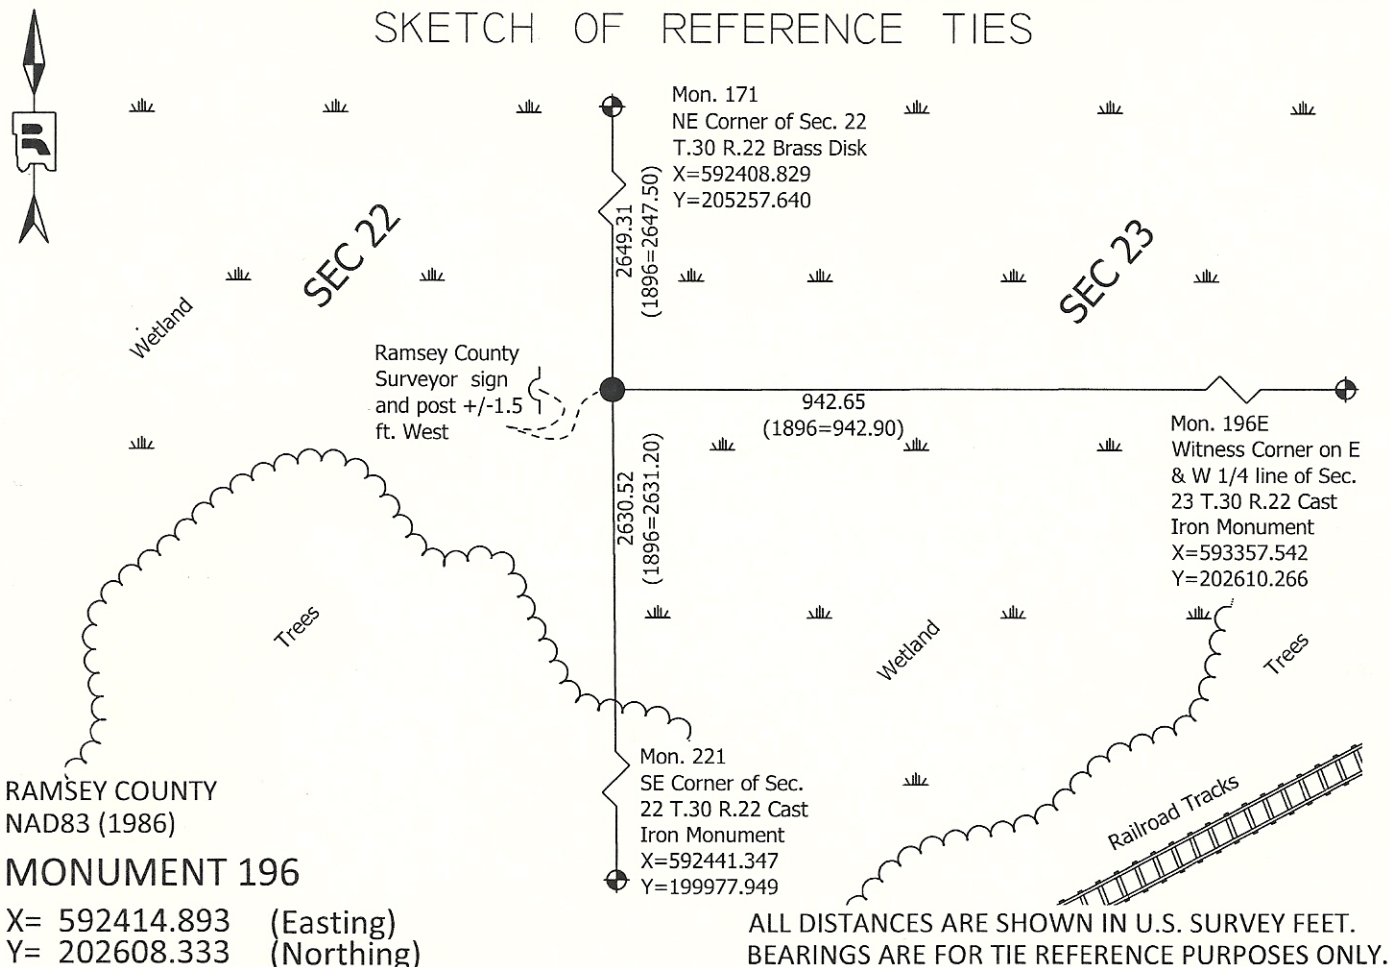 SKETCH OF REFERENCE TIES
Mon. 171
NE Corner of Sec. 22
T.30 R.22 Brass Disk
X=592408.829
Y=205257.640
R
SEC 22
SEC 23
2649.31
(1896=2647.50)
Wetland
Ramsey County
Surveyor sign
and post +/-1.5
ft. West
942.65
(1896=942.90)
Mon. 196E
Witness Corner on E
& W 1/4 line of Sec.
23 T.30 R.22 Cast
Iron Monument
X=593357.542
Y=202610.266
2630.52
(1896=2631.20)
Trees
Wetland
Trees
Mon. 221
SE Corner of Sec.
22 T.30 R.22 Cast
Iron Monument
X=592441.347
Y=199977.949
Railroad Tracks
RAMSEY COUNTY
NAD83 (1986)
MONUMENT 196
X= 592414.893 (Easting)
Y= 202608.333 (Northing)
ALL DISTANCES ARE SHOWN IN U.S. SURVEY FEET.
BEARINGS ARE FOR TIE REFERENCE PURPOSES ONLY.